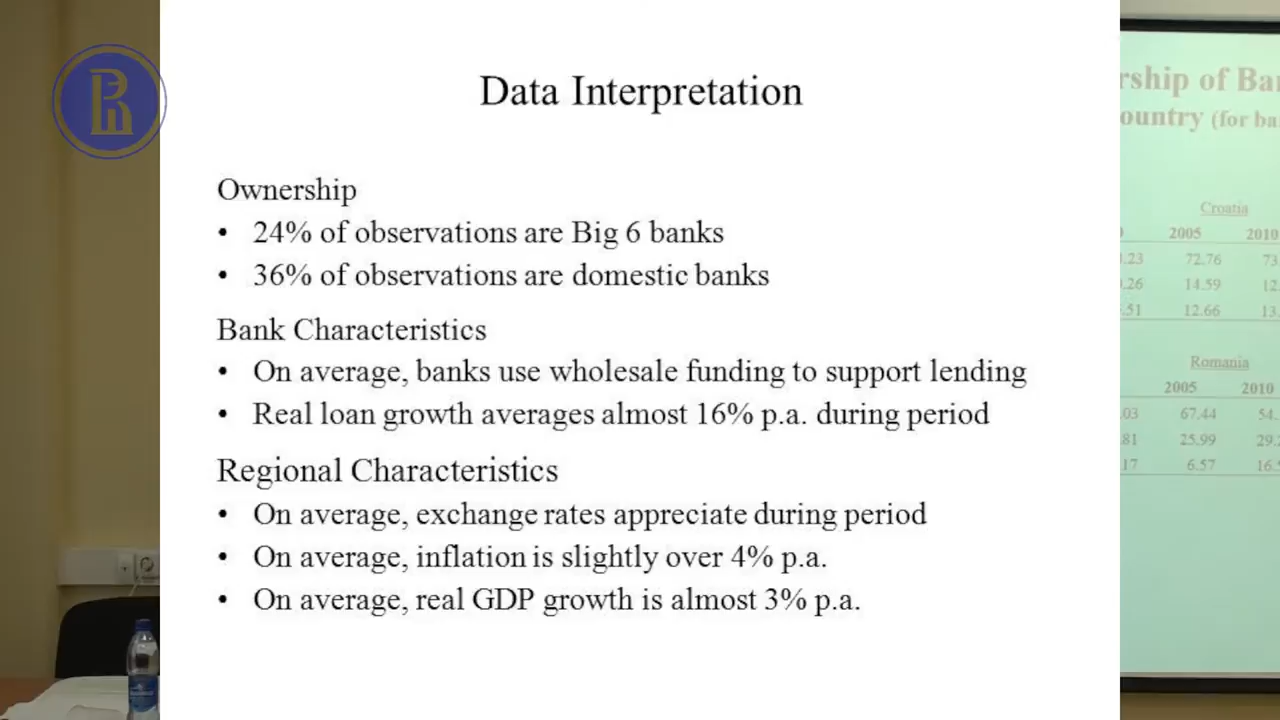 Data Interpretation
Ownership
• 24% of observations are Big 6 banks
• 36% of observations are domestic banks
Bank Characteristics
• On average, banks use wholesale funding to support lending
• Real loan growth averages almost 16% p.a. during period
Regional Characteristics
• On average, exchange rates appreciate during period
• On average, inflation is slightly over 4% p.a.
• On average, real GDP growth is almost 3% p.a.
rship of Ba
ountry (for ba
Croatia
2005 2010
.23 72.76 73
.26 14.59 12.
.51 12.66 13.
Romania
2005 2010
.03 67.44 54.
.81 25.99 29.2
.17 6.57 16.